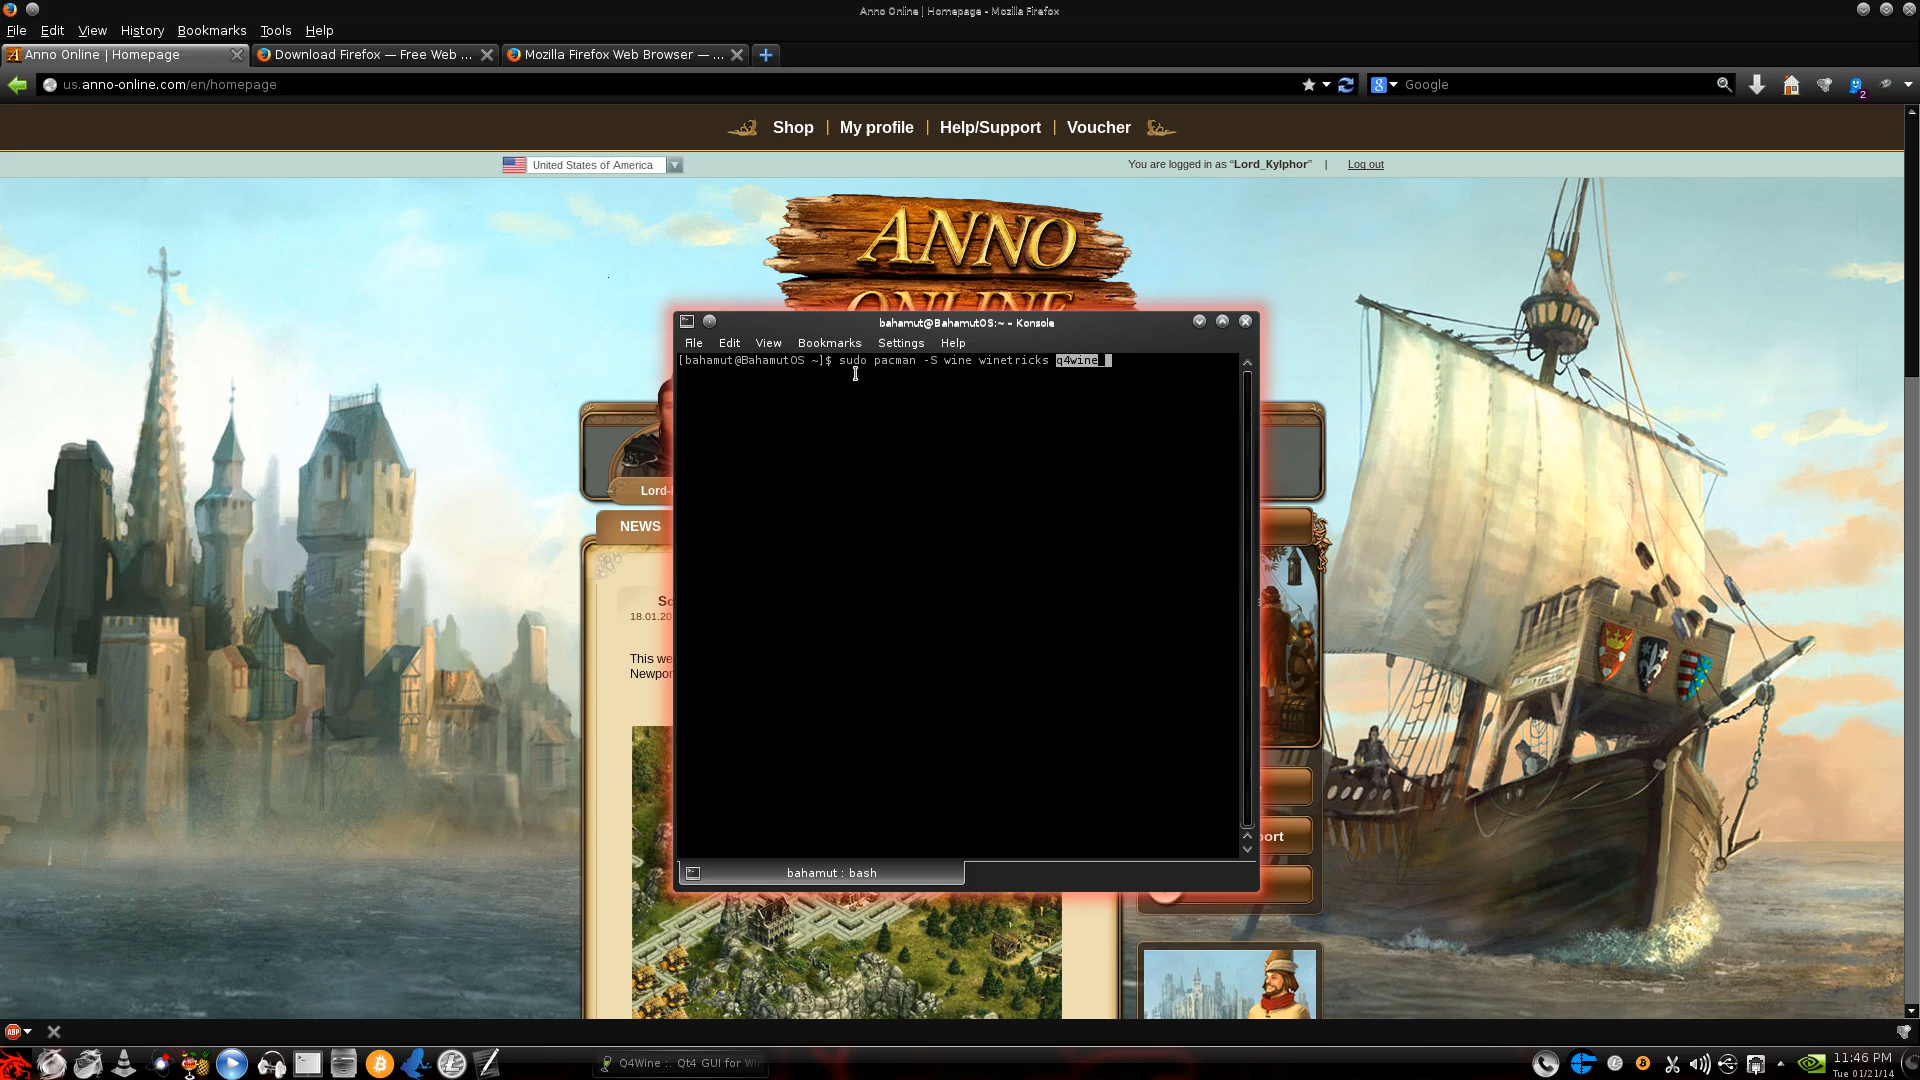 Anno Online | Homepage - Mozilla Firefox
File Edit View History Bookmarks Tools Help
Anno Online | Homepage
Download Firefox — Free Web ...
Mozilla Firefox Web Browser — ...
us.anno-online.com/en/homepage
Google
2
Shop | My profile | Help/Support | Voucher
United States of America
You are logged in as “Lord_Kylphor” | Log out
ANNO
ONLINE
bahamut@BahamutOS:~ - Konsole
File Edit View Bookmarks Settings Help
[bahamut@BahamutOS ~]$ sudo pacman -S wine winetricks q4wine
Lord-
NEWS
18.01.20
This we
Newpor
port
bahamut : bash
ABP
Q4Wine :. Qt4 GUI for Wi
11:46 PM
Tue 01/21/14